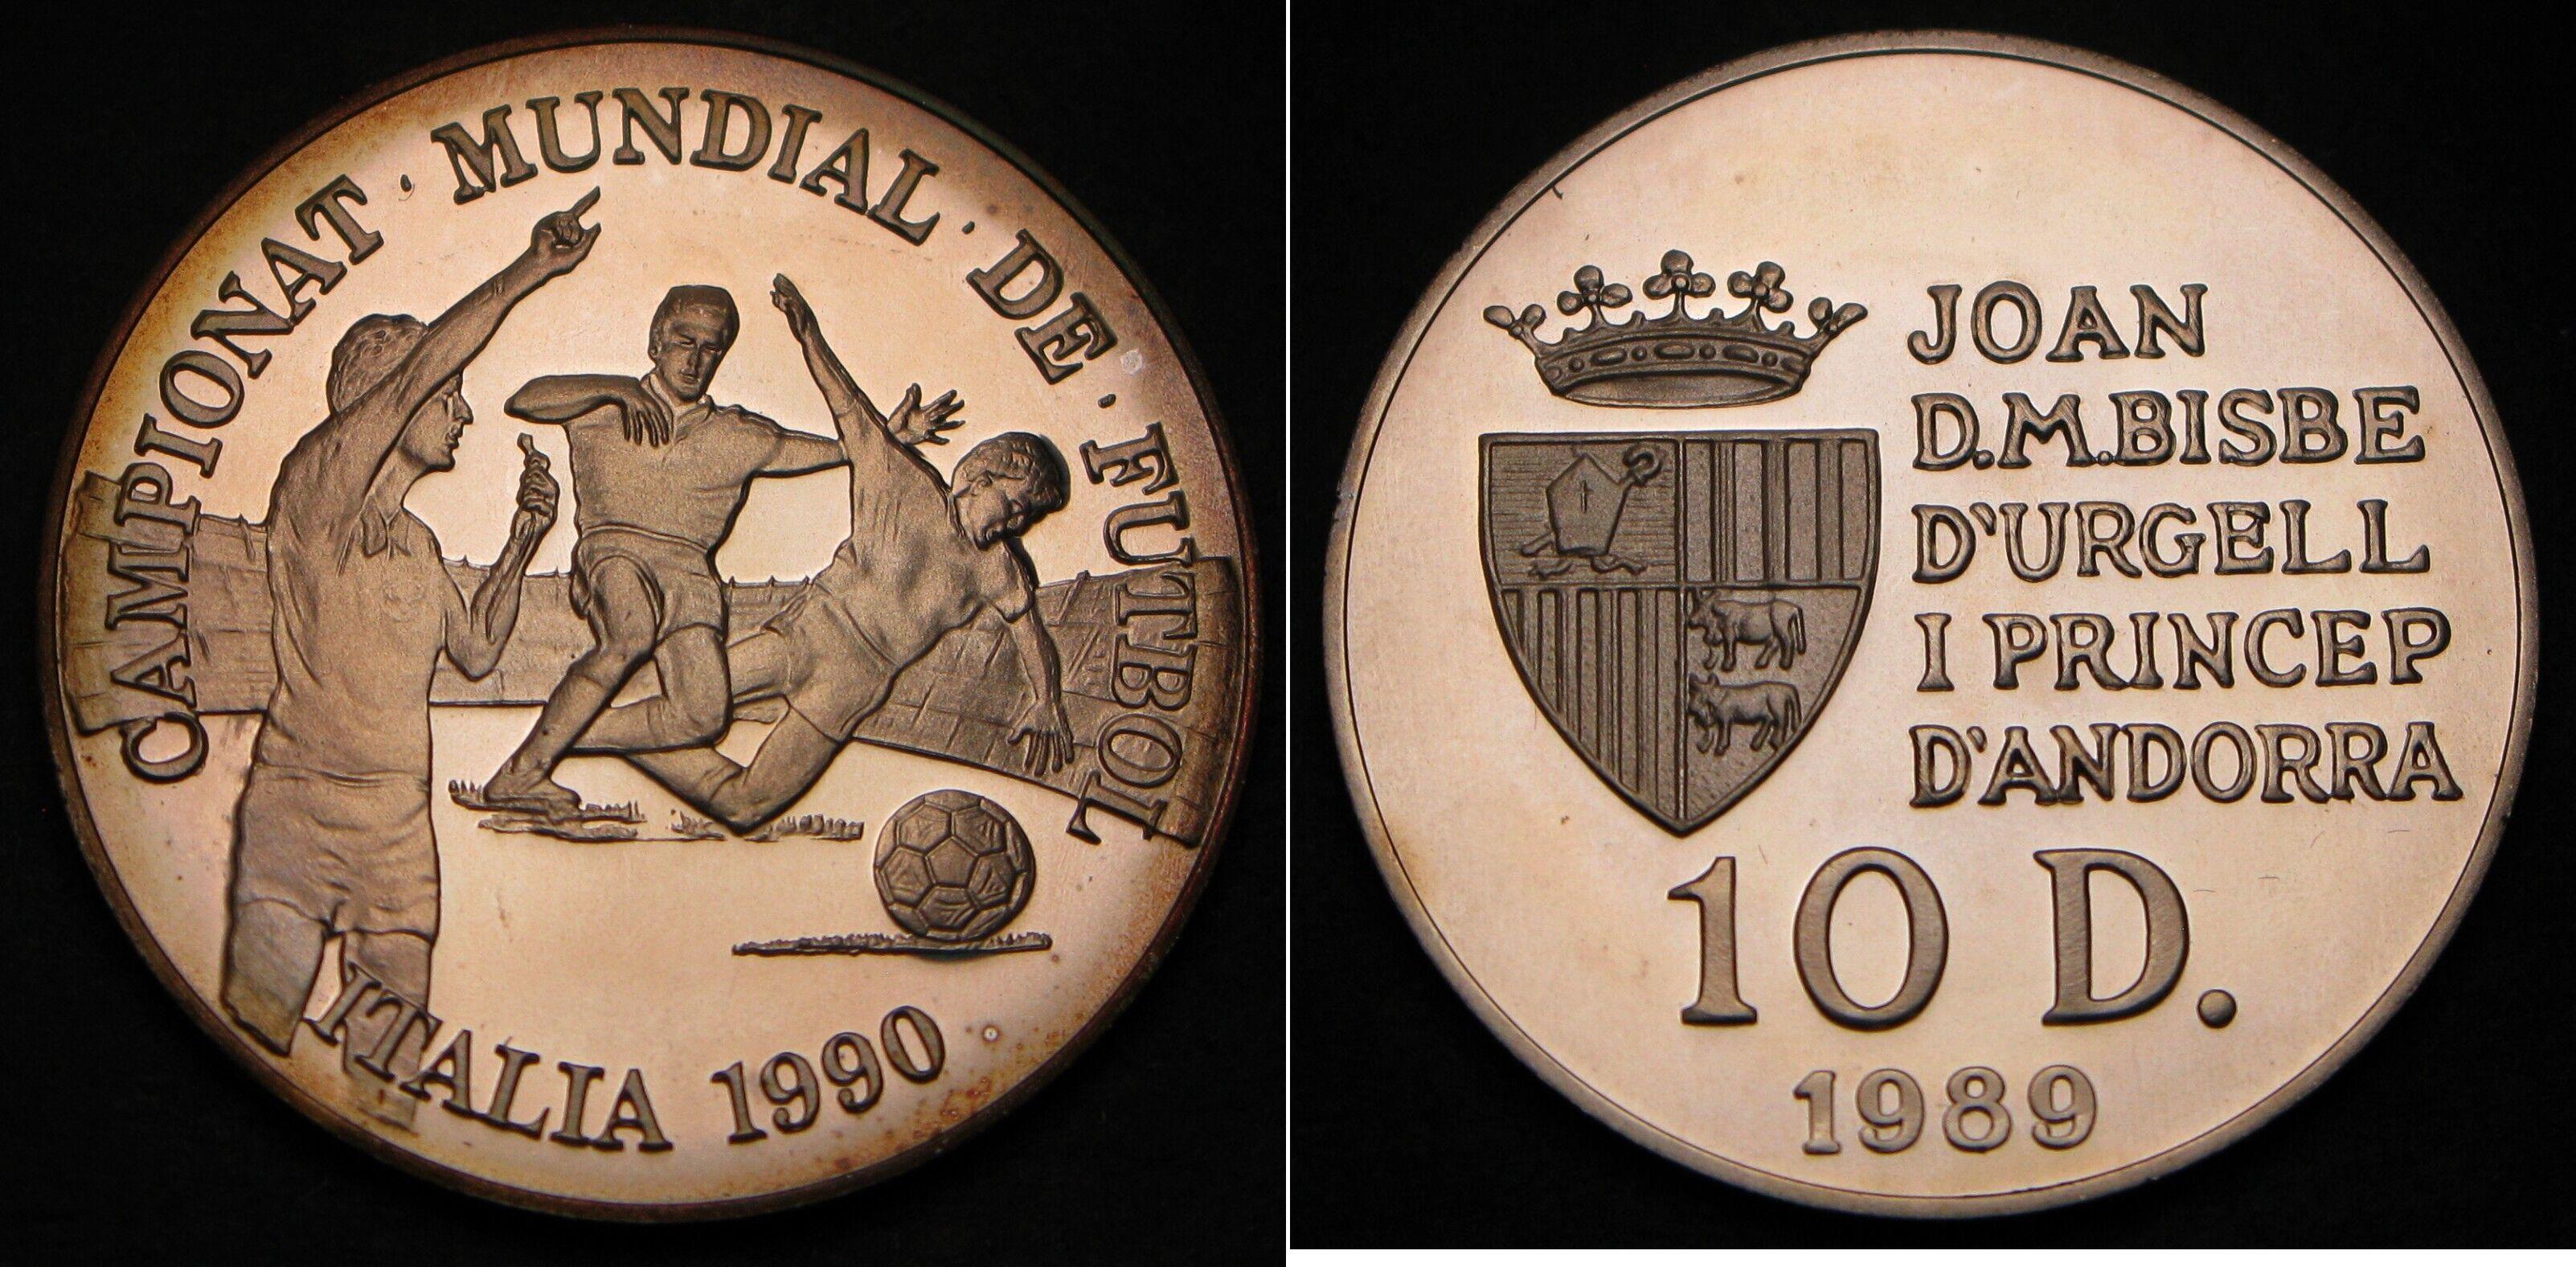 CAMPIONAT · MUNDIAL · DE · FUTBOL
ITALIA 1990
JOAN
D.M.BISBE
D'URGELL
I PRINCEP
D'ANDORRA
10 D.
1989